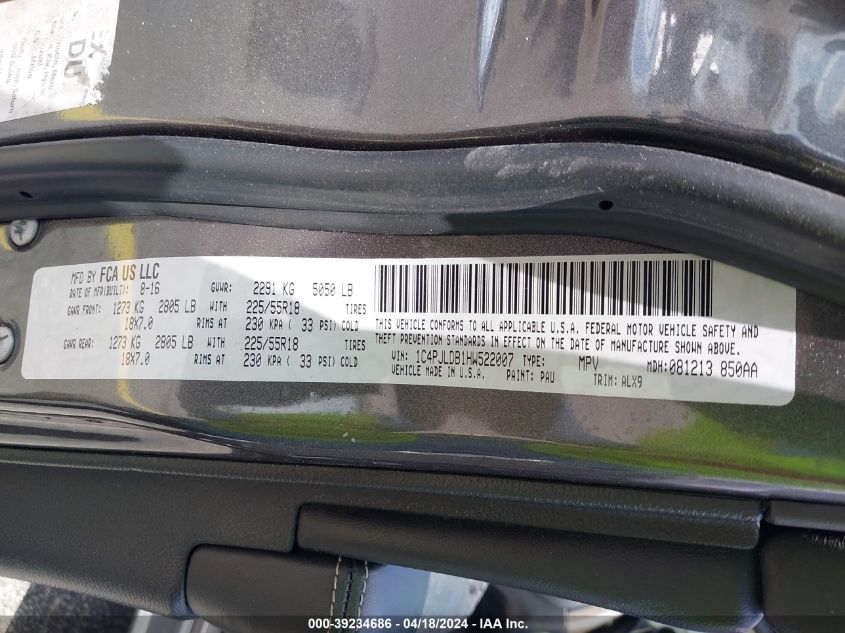 DU
MFD BY FCA US LLC
DATE OF MFR(BUILT): 8-16 GVWR: 2291 KG 5050 LB
GAWR FRONT: 1273 KG 2805 LB WITH 225/55R18 TIRES
18X7.0 RIMS AT 230 KPA ( 33 PSI) COLD
GAWR REAR: 1273 KG 2805 LB WITH 225/55R18 TIRES
18X7.0 RIMS AT 230 KPA ( 33 PSI) COLD
THIS VEHICLE CONFORMS TO ALL APPLICABLE U.S.A. FEDERAL MOTOR VEHICLE SAFETY AND
THEFT PREVENTION STANDARDS IN EFFECT ON THE DATE OF MANUFACTURE SHOWN ABOVE.
VIN: 1C4PJLDB1HW522007 TYPE: MPV MDH: 081213 850AA
VEHICLE MADE IN U.S.A. PAINT: PAU TRIM: ALX9
000-39234686 - 04/18/2024 - IAAI.COM